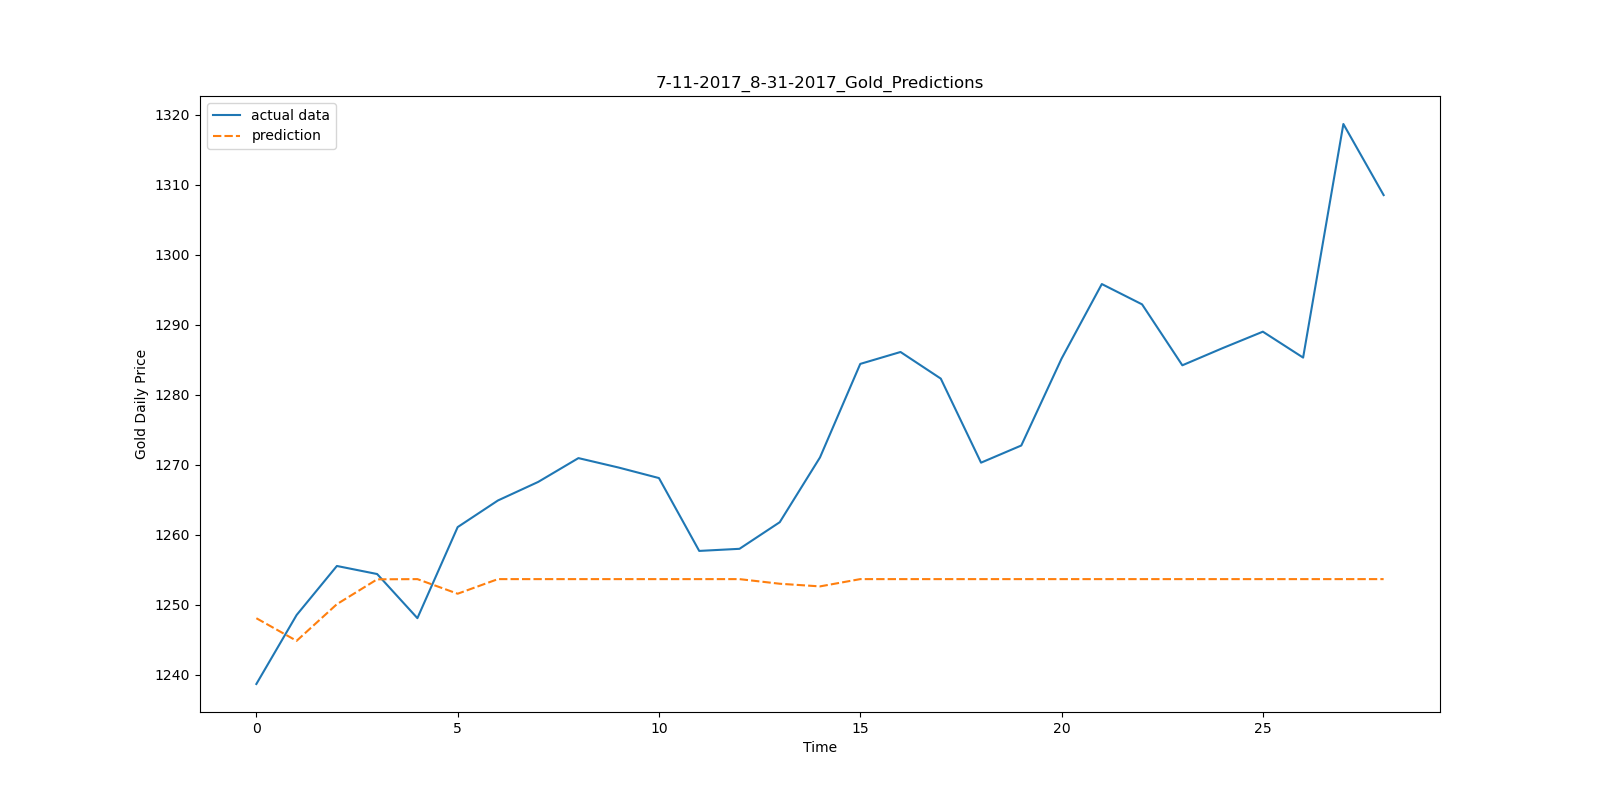 7-11-2017_8-31-2017_Gold_Predictions
actual data
prediction
1320
1310
1300
1290
1280
1270
1260
1250
1240
Gold Daily Price
0 5 10 15 20 25
Time